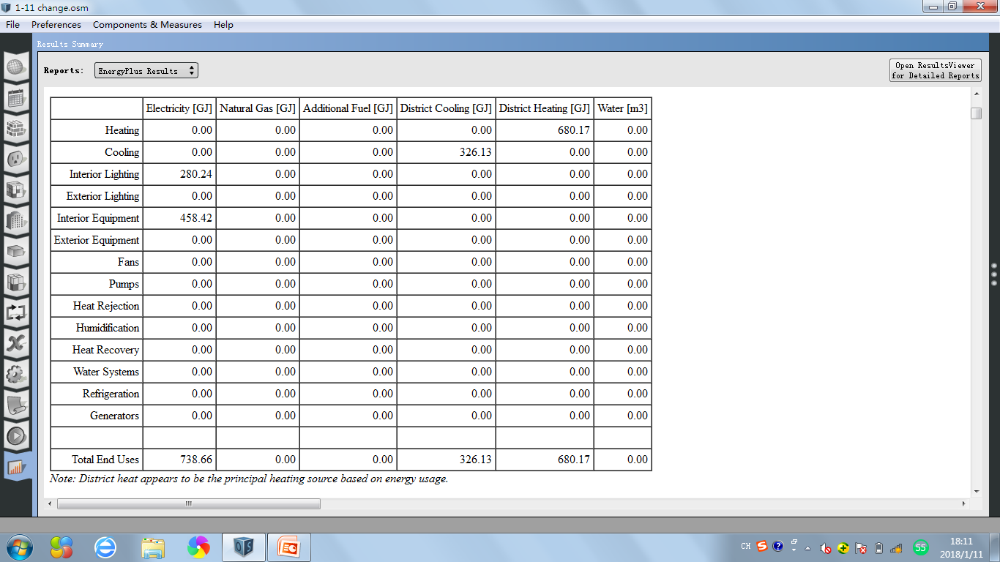 1-11 change.osm
File Preferences Components & Measures Help
Results Summary
Reports: EnergyPlus Results
Open ResultsViewer
for Detailed Reports
Electricity [GJ] Natural Gas [GJ] Additional Fuel [GJ] District Cooling [GJ] District Heating [GJ] Water [m3]
Heating 0.00 0.00 0.00 0.00 680.17 0.00
Cooling 0.00 0.00 0.00 326.13 0.00 0.00
Interior Lighting 280.24 0.00 0.00 0.00 0.00 0.00
Exterior Lighting 0.00 0.00 0.00 0.00 0.00 0.00
Interior Equipment 458.42 0.00 0.00 0.00 0.00 0.00
Exterior Equipment 0.00 0.00 0.00 0.00 0.00 0.00
Fans 0.00 0.00 0.00 0.00 0.00 0.00
Pumps 0.00 0.00 0.00 0.00 0.00 0.00
Heat Rejection 0.00 0.00 0.00 0.00 0.00 0.00
Humidification 0.00 0.00 0.00 0.00 0.00 0.00
Heat Recovery 0.00 0.00 0.00 0.00 0.00 0.00
Water Systems 0.00 0.00 0.00 0.00 0.00 0.00
Refrigeration 0.00 0.00 0.00 0.00 0.00 0.00
Generators 0.00 0.00 0.00 0.00 0.00 0.00
Total End Uses 738.66 0.00 0.00 326.13 680.17 0.00
Note: District heat appears to be the principal heating source based on energy usage.
CH 55 18:11
2018/1/11